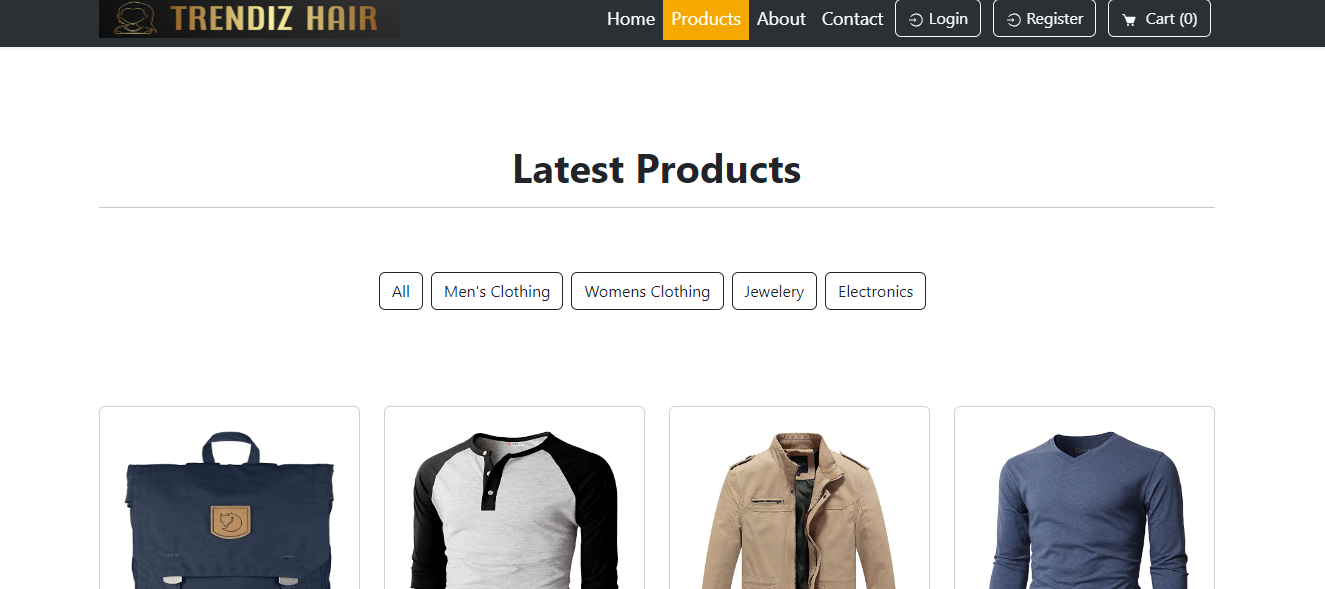 TRENDIZ HAIR
Home Products About Contact Login Register Cart (0)
Latest Products
All Men's Clothing Womens Clothing Jewelery Electronics